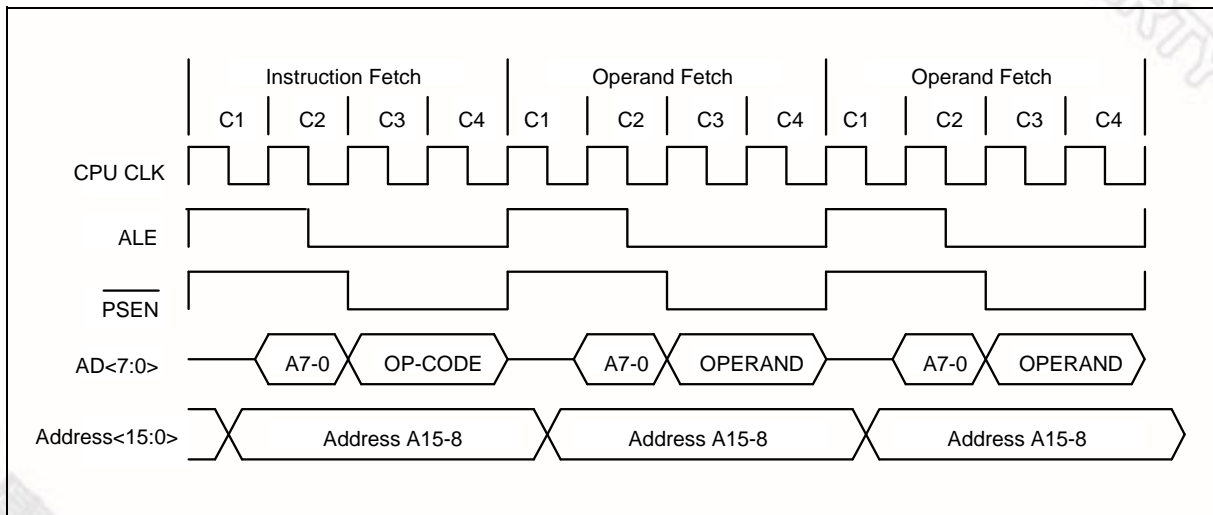 Instruction Fetch Operand Fetch Operand Fetch
C1 C2 C3 C4 C1 C2 C3 C4 C1 C2 C3 C4
CPU CLK
ALE
PSEN
AD<7:0> A7-0 OP-CODE A7-0 OPERAND A7-0 OPERAND
Address<15:0> Address A15-8 Address A15-8 Address A15-8